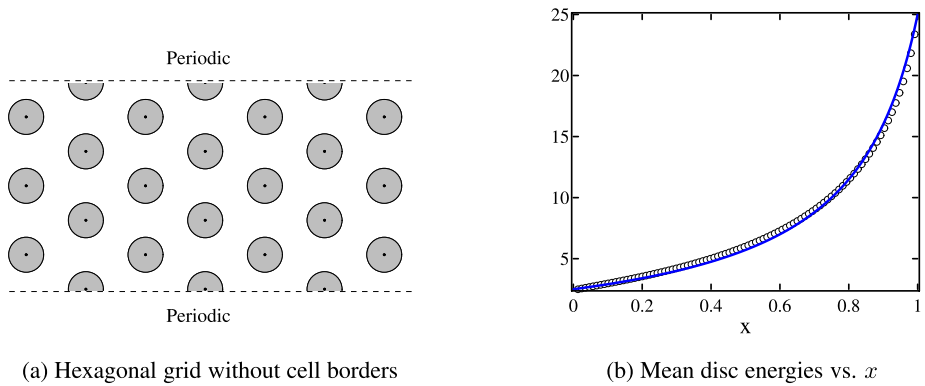 Periodic
Periodic
(a) Hexagonal grid without cell borders
25
20
15
10
5
0 0.2 0.4 0.6 0.8 1
x
(b) Mean disc energies vs. x